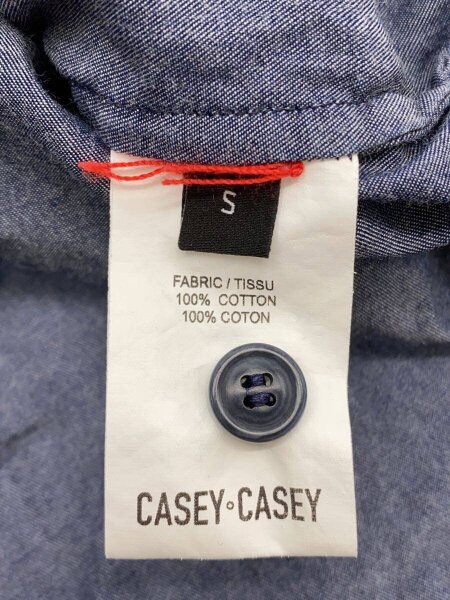 S
FABRIC / TISSU
100% COTTON
100% COTON
CASEY◦CASEY